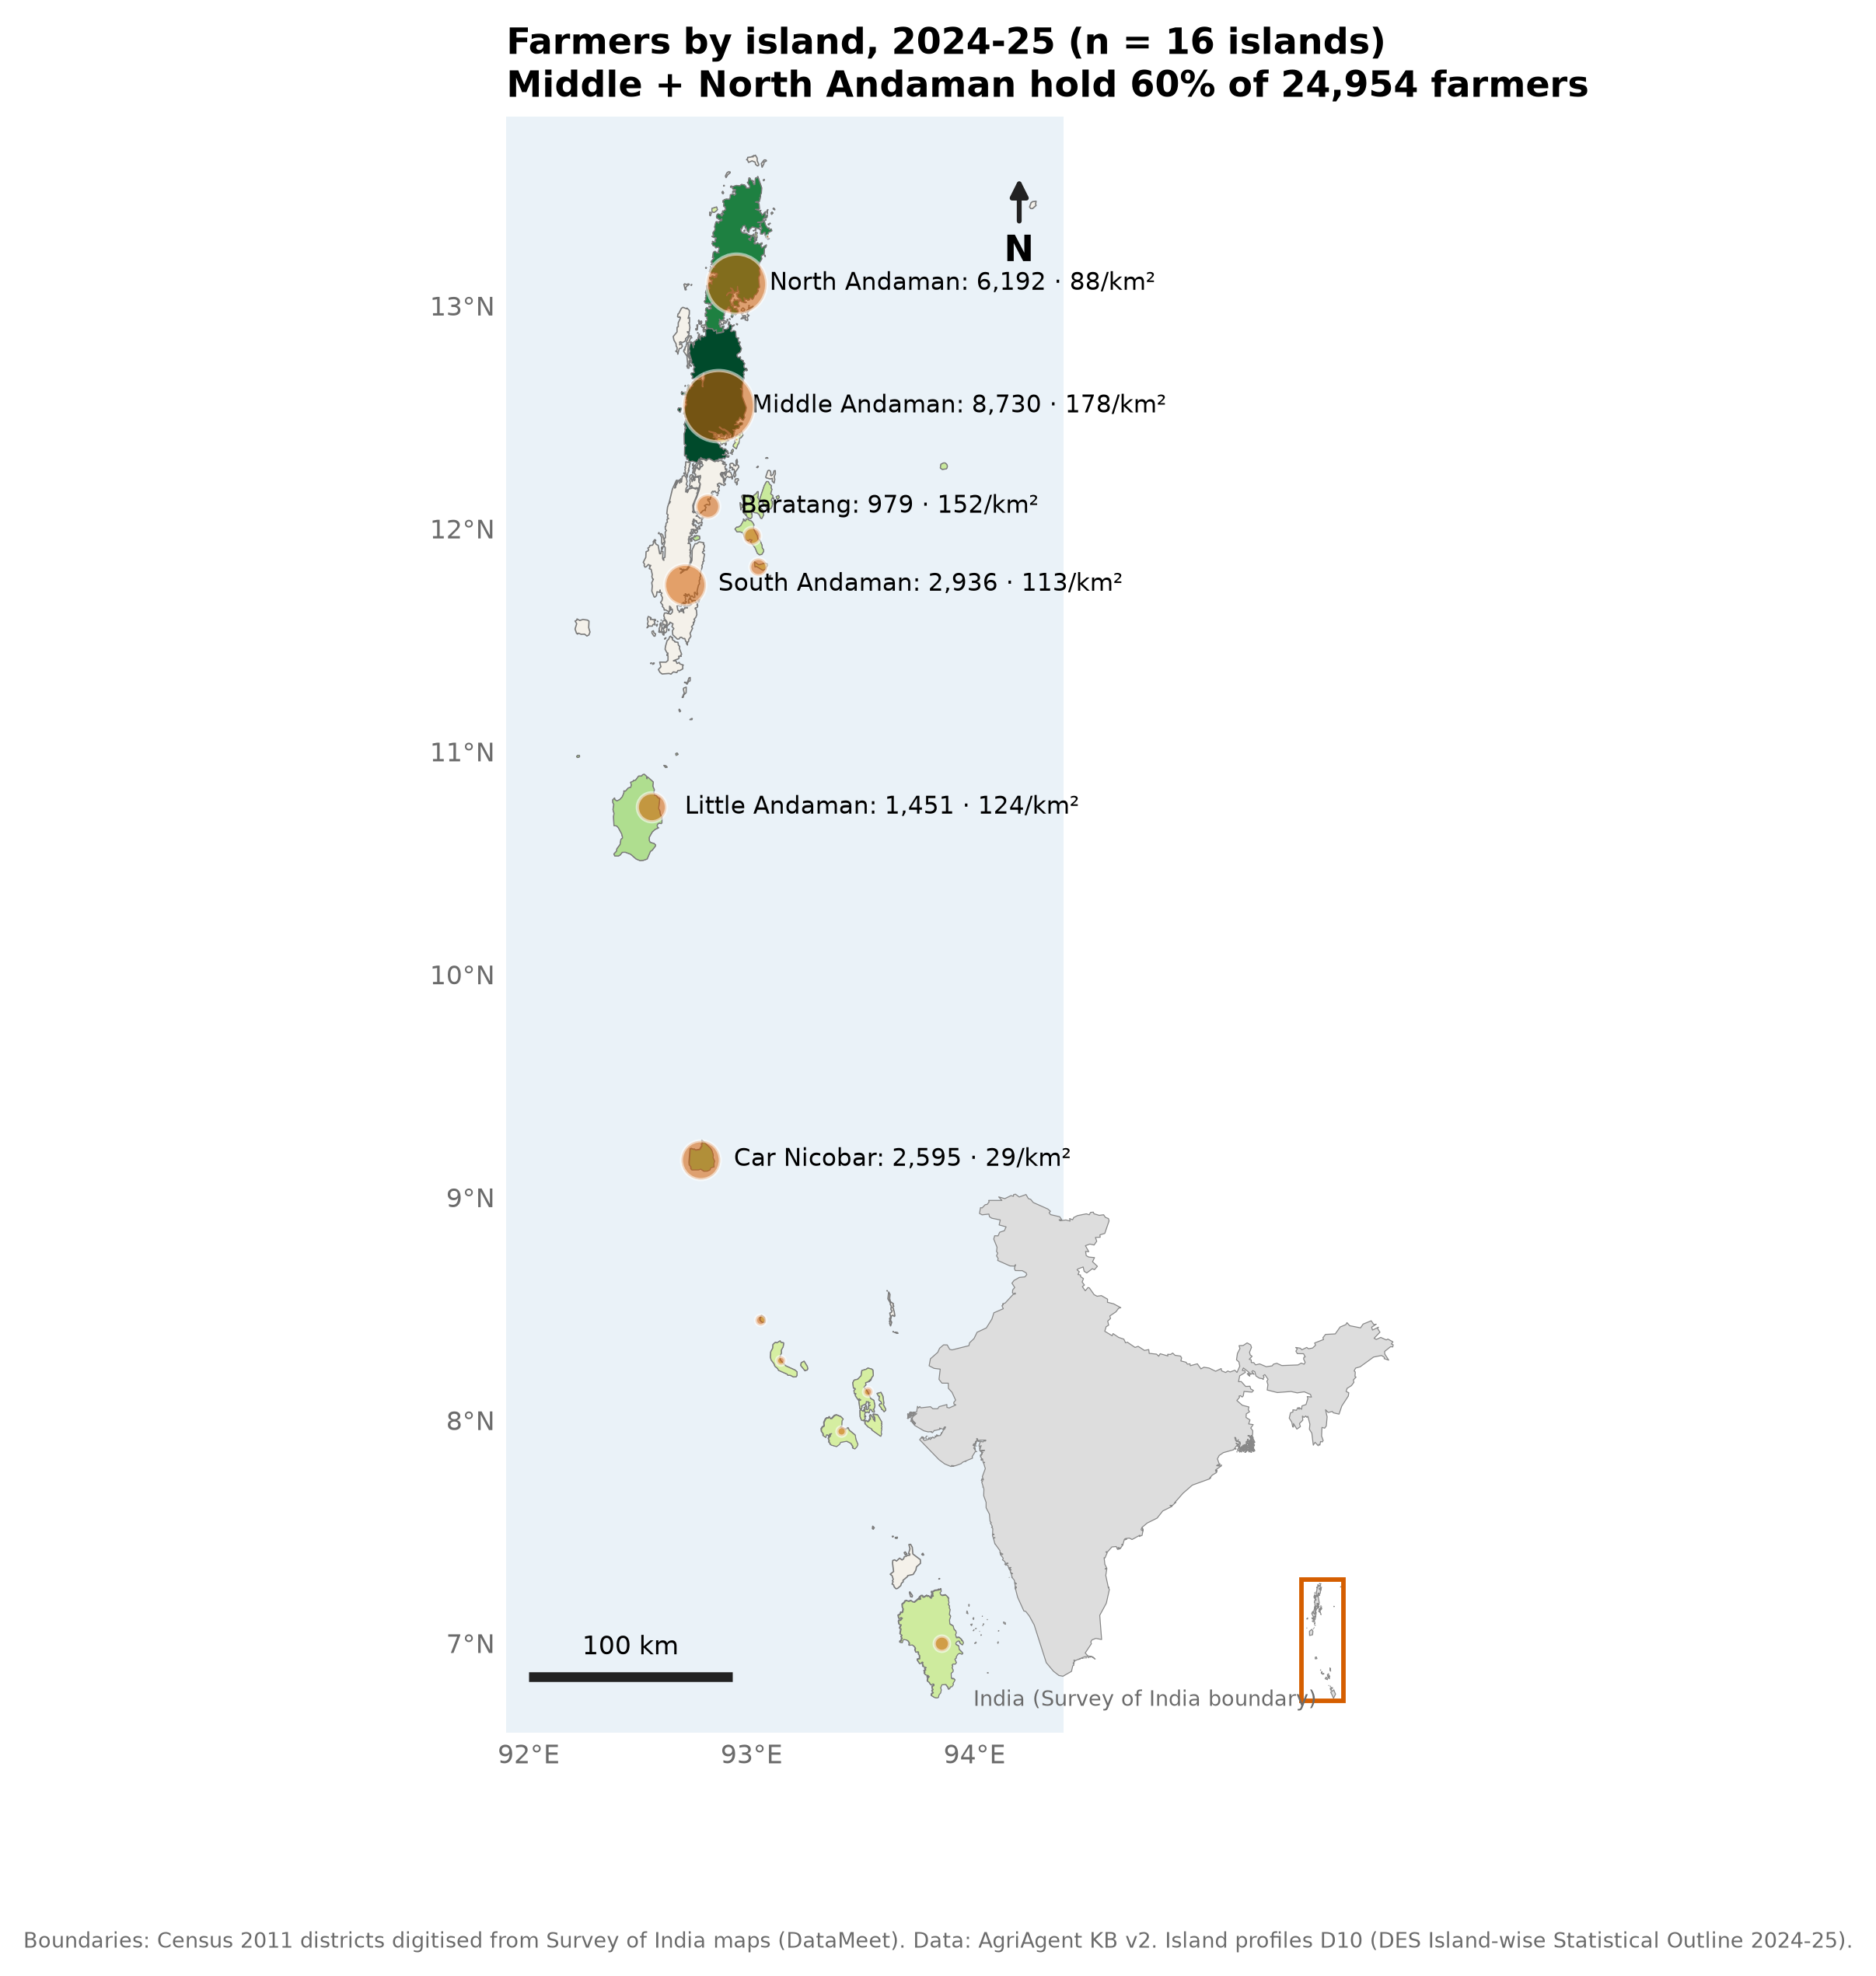 Farmers by island, 2024-25 (n = 16 islands)
Middle + North Andaman hold 60% of 24,954 farmers
N
North Andaman: 6,192 · 88/km²
13°N
Middle Andaman: 8,730 · 178/km²
Baratang: 979 · 152/km²
12°N
South Andaman: 2,936 · 113/km²
11°N
Little Andaman: 1,451 · 124/km²
10°N
Car Nicobar: 2,595 · 29/km²
9°N
8°N
7°N
100 km
India (Survey of India boundary)
92°E
93°E
94°E
Boundaries: Census 2011 districts digitised from Survey of India maps (DataMeet). Data: AgriAgent KB v2. Island profiles D10 (DES Island-wise Statistical Outline 2024-25).